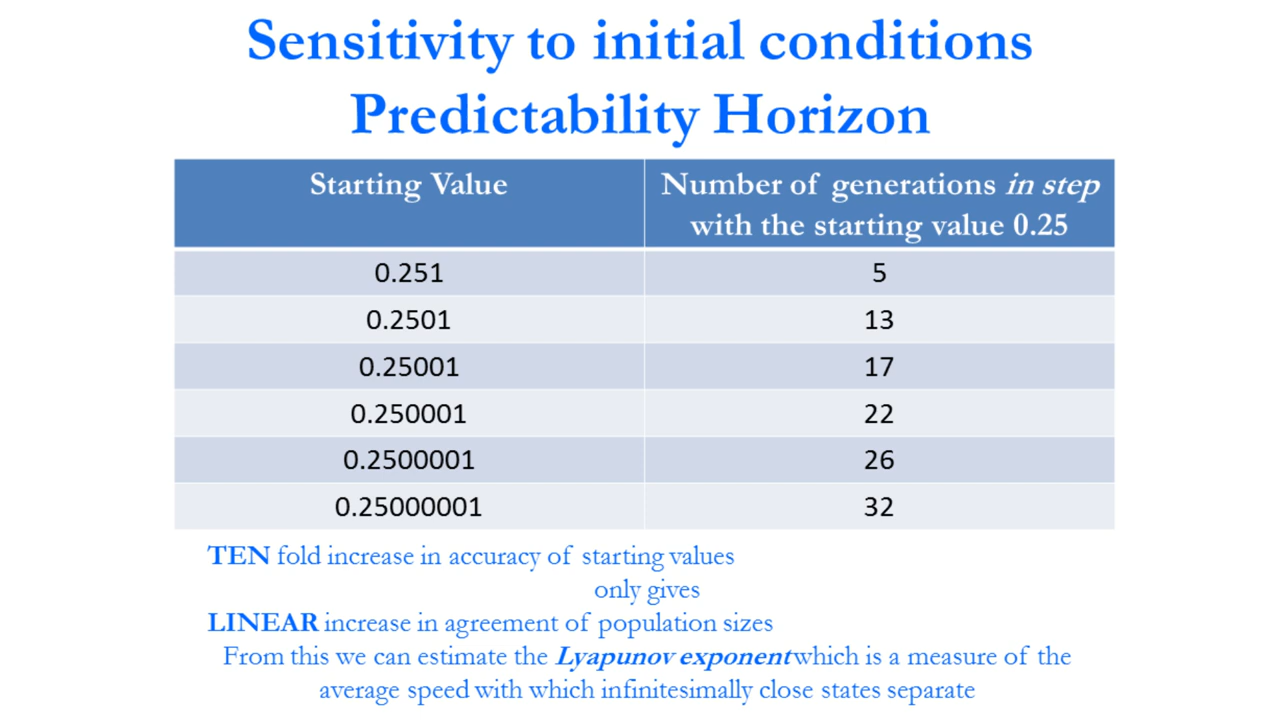 Sensitivity to initial conditions
Predictability Horizon
Starting Value
Number of generations in step
with the starting value 0.25
0.251 5
0.2501 13
0.25001 17
0.250001 22
0.2500001 26
0.25000001 32
TEN fold increase in accuracy of starting values
only gives
LINEAR increase in agreement of population sizes
From this we can estimate the Lyapunov exponentwhich is a measure of the
average speed with which infinitesimally close states separate